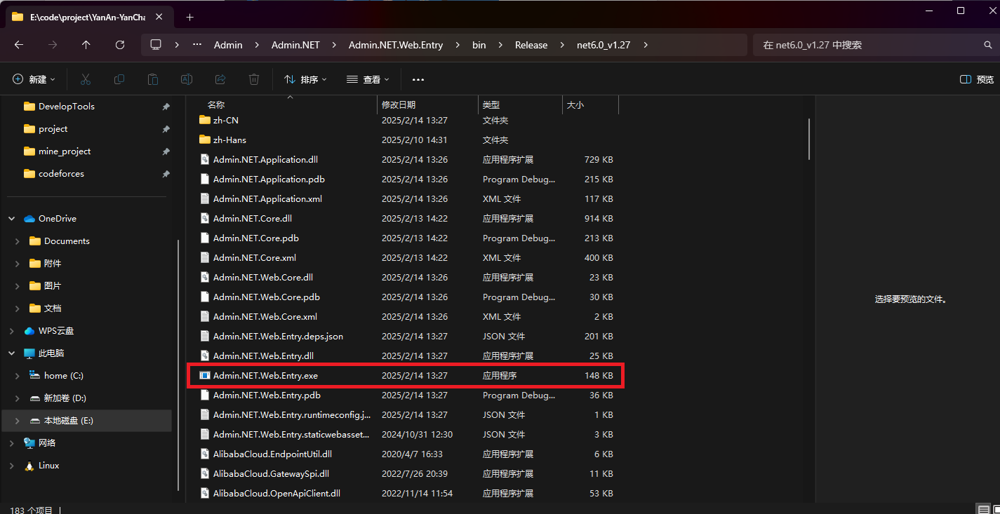 E:\code\project\YanAn-YanCha
Admin
Admin.NET
Admin.NET.Web.Entry
bin
Release
net6.0_v1.27
在 net6.0_v1.27 中搜索
新建
排序
查看
预览
DevelopTools
project
mine_project
codeforces
OneDrive
Documents
附件
图片
文档
WPS云盘
此电脑
home (C:)
新加卷 (D:)
本地磁盘 (E:)
网络
Linux
名称 修改日期 类型 大小
zh-CN 2025/2/14 13:27 文件夹
zh-Hans 2025/2/10 14:31 文件夹
Admin.NET.Application.dll 2025/2/14 13:26 应用程序扩展 729 KB
Admin.NET.Application.pdb 2025/2/14 13:26 Program Debug... 215 KB
Admin.NET.Application.xml 2025/2/14 13:26 XML 文件 117 KB
Admin.NET.Core.dll 2025/2/13 14:22 应用程序扩展 914 KB
Admin.NET.Core.pdb 2025/2/13 14:22 Program Debug... 213 KB
Admin.NET.Core.xml 2025/2/13 14:22 XML 文件 400 KB
Admin.NET.Web.Core.dll 2025/2/14 13:26 应用程序扩展 23 KB
Admin.NET.Web.Core.pdb 2025/2/14 13:26 Program Debug... 30 KB
Admin.NET.Web.Core.xml 2025/2/14 13:26 XML 文件 2 KB
Admin.NET.Web.Entry.deps.json 2025/2/14 13:27 JSON 文件 201 KB
Admin.NET.Web.Entry.dll 2025/2/14 13:27 应用程序扩展 25 KB
Admin.NET.Web.Entry.exe 2025/2/14 13:27 应用程序 148 KB
Admin.NET.Web.Entry.pdb 2025/2/14 13:27 Program Debug... 36 KB
Admin.NET.Web.Entry.runtimeconfig.j... 2025/2/14 13:27 JSON 文件 1 KB
Admin.NET.Web.Entry.staticwebasset... 2024/10/31 12:30 JSON 文件 3 KB
AlibabaCloud.EndpointUtil.dll 2020/4/7 16:33 应用程序扩展 6 KB
AlibabaCloud.GatewaySpi.dll 2022/7/26 20:39 应用程序扩展 11 KB
AlibabaCloud.OpenApiClient.dll 2022/11/14 11:54 应用程序扩展 53 KB
选择要预览的文件。
183 个项目